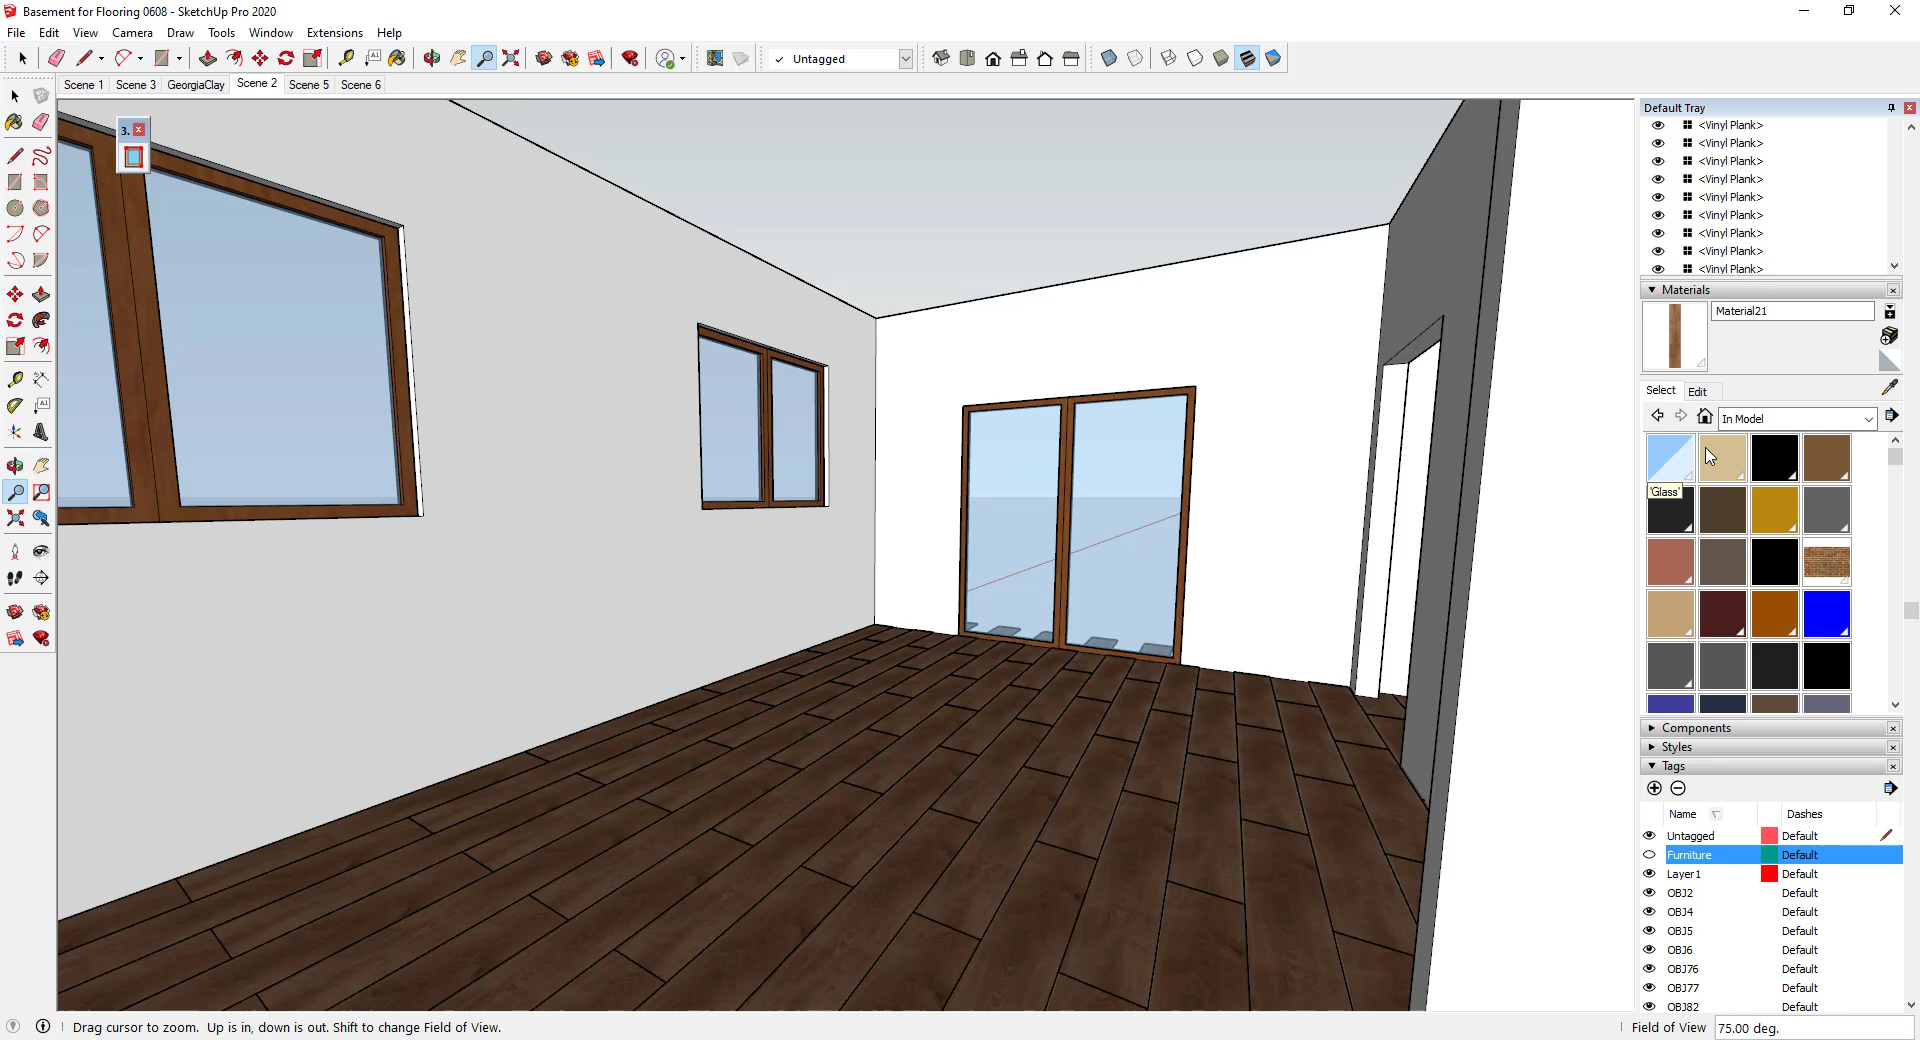 Basement for Flooring 0608 - SketchUp Pro 2020
File Edit View Camera Draw Tools Window Extensions Help
✓ Untagged
Scene 1 Scene 3 GeorgiaClay Scene 2 Scene 5 Scene 6
3.
Default Tray
<Vinyl Plank>
<Vinyl Plank>
<Vinyl Plank>
<Vinyl Plank>
<Vinyl Plank>
<Vinyl Plank>
<Vinyl Plank>
<Vinyl Plank>
<Vinyl Plank>
Materials
Material21
Select Edit
In Model
'Glass'
Components
Styles
Tags
Name Dashes
Untagged Default
Furniture Default
Layer1 Default
OBJ2 Default
OBJ4 Default
OBJ5 Default
OBJ6 Default
OBJ76 Default
OBJ77 Default
OBJ82 Default
Drag cursor to zoom. Up is in, down is out. Shift to change Field of View.
Field of View 75.00 deg.